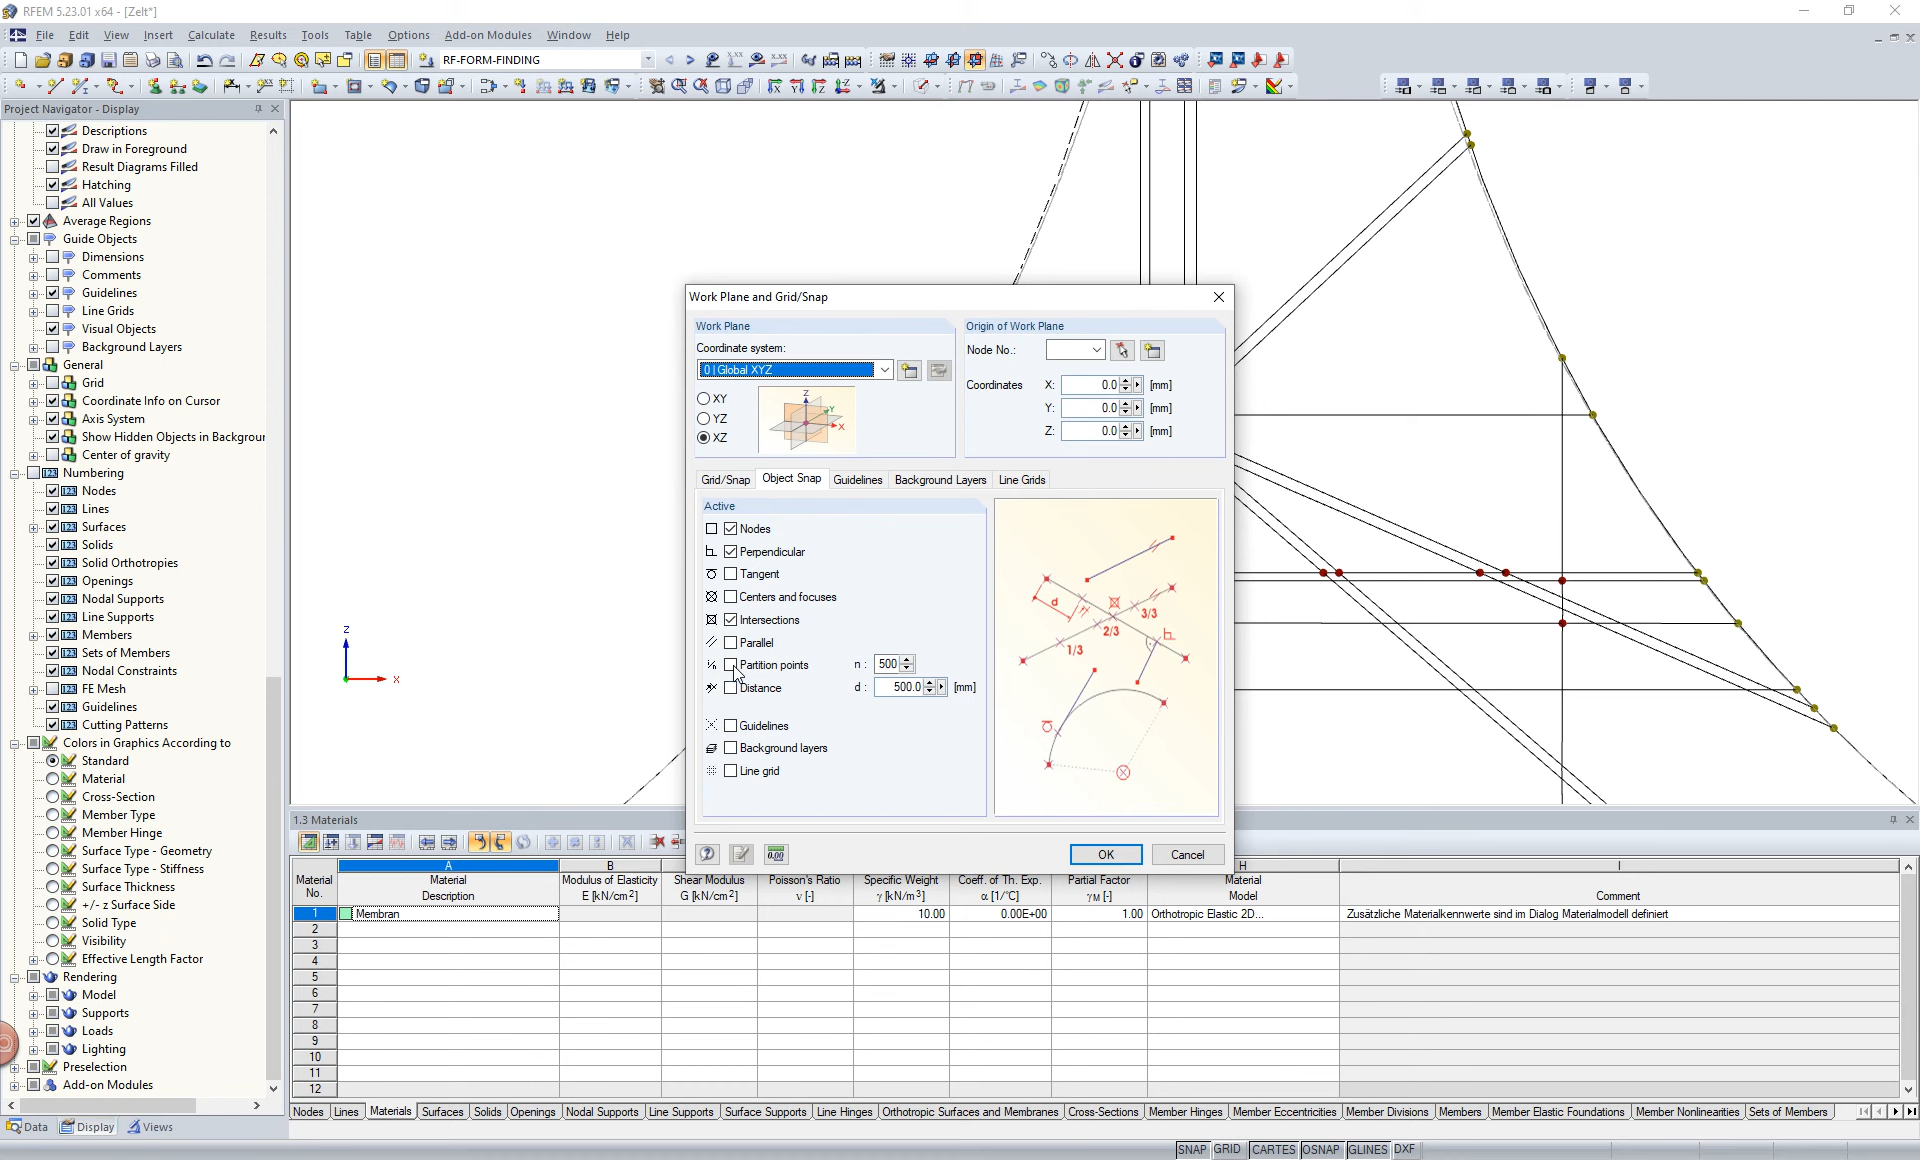 RFEM 5.23.01 x64 - [Zelt*]
File Edit View Insert Calculate Results Tools Table Options Add-on Modules Window Help
RF-FORM-FINDING
Project Navigator - Display
Descriptions
Draw in Foreground
Result Diagrams Filled
Hatching
All Values
Average Regions
Guide Objects
Dimensions
Comments
Guidelines
Line Grids
Visual Objects
Background Layers
General
Grid
Coordinate Info on Cursor
Axis System
Show Hidden Objects in Backgroun
Center of gravity
Numbering
Nodes
Lines
Surfaces
Solids
Solid Orthotropies
Openings
Nodal Supports
Line Supports
Members
Sets of Members
Nodal Constraints
FE Mesh
Guidelines
Cutting Patterns
Colors in Graphics According to
Standard
Material
Cross-Section
Member Type
Member Hinge
Surface Type - Geometry
Surface Type - Stiffness
Surface Thickness
+/- z Surface Side
Solid Type
Visibility
Effective Length Factor
Rendering
Model
Supports
Loads
Lighting
Preselection
Add-on Modules
Data Display Views
Z
X
Work Plane and Grid/Snap
Work Plane
Coordinate system:
0 | Global XYZ
XY
YZ
XZ
Z
Y
X
Origin of Work Plane
Node No.:
Coordinates X: 0.0 [mm]
Y: 0.0 [mm]
Z: 0.0 [mm]
Grid/Snap Object Snap Guidelines Background Layers Line Grids
Active
Nodes
Perpendicular
Tangent
Centers and focuses
Intersections
Parallel
Partition points n: 500
Distance d: 500.0 [mm]
Guidelines
Background layers
Line grid
d
3/3
2/3
1/3
OK Cancel
1.3 Materials
A B H I
Material No. Material Description Modulus of Elasticity E [kN/cm²] Shear Modulus G [kN/cm²] Poisson's Ratio ν [-] Specific Weight γ [kN/m³] Coeff. of Th. Exp. α [1/°C] Partial Factor γM [-] Material Model Comment
1 Membran 10.00 0.00E+00 1.00 Orthotropic Elastic 2D... Zusätzliche Materialkennwerte sind im Dialog Materialmodell definiert
2
3
4
5
6
7
8
9
10
11
12
Nodes Lines Materials Surfaces Solids Openings Nodal Supports Line Supports Surface Supports Line Hinges Orthotropic Surfaces and Membranes Cross-Sections Member Hinges Member Eccentricities Member Divisions Members Member Elastic Foundations Member Nonlinearities Sets of Members
SNAP GRID CARTES OSNAP GLINES DXF